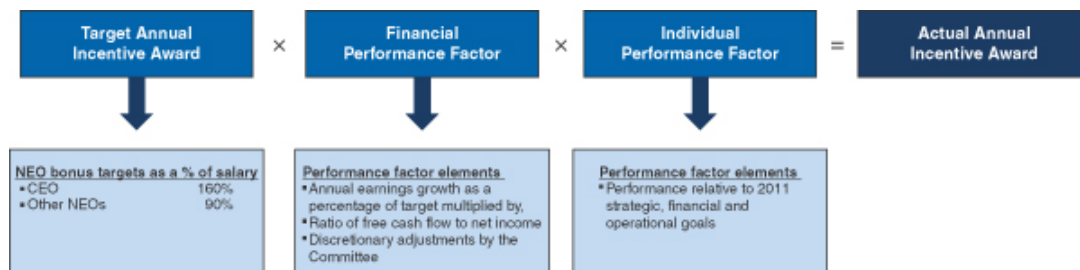 Target Annual
Incentive Award
×
Financial
Performance Factor
×
Individual
Performance Factor
=
Actual Annual
Incentive Award
NEO bonus targets as a % of salary
▪CEO 160%
▪Other NEOs 90%
Performance factor elements
▪Annual earnings growth as a
percentage of target multiplied by,
▪Ratio of free cash flow to net income
▪Discretionary adjustments by the
Committee
Performance factor elements
▪Performance relative to 2011
strategic, financial and
operational goals